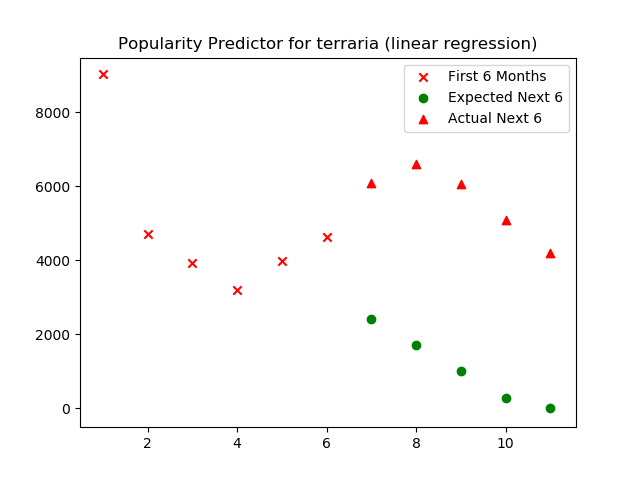 Popularity Predictor for terraria (linear regression)
First 6 Months
Expected Next 6
Actual Next 6
8000
6000
4000
2000
0
2 4 6 8 10